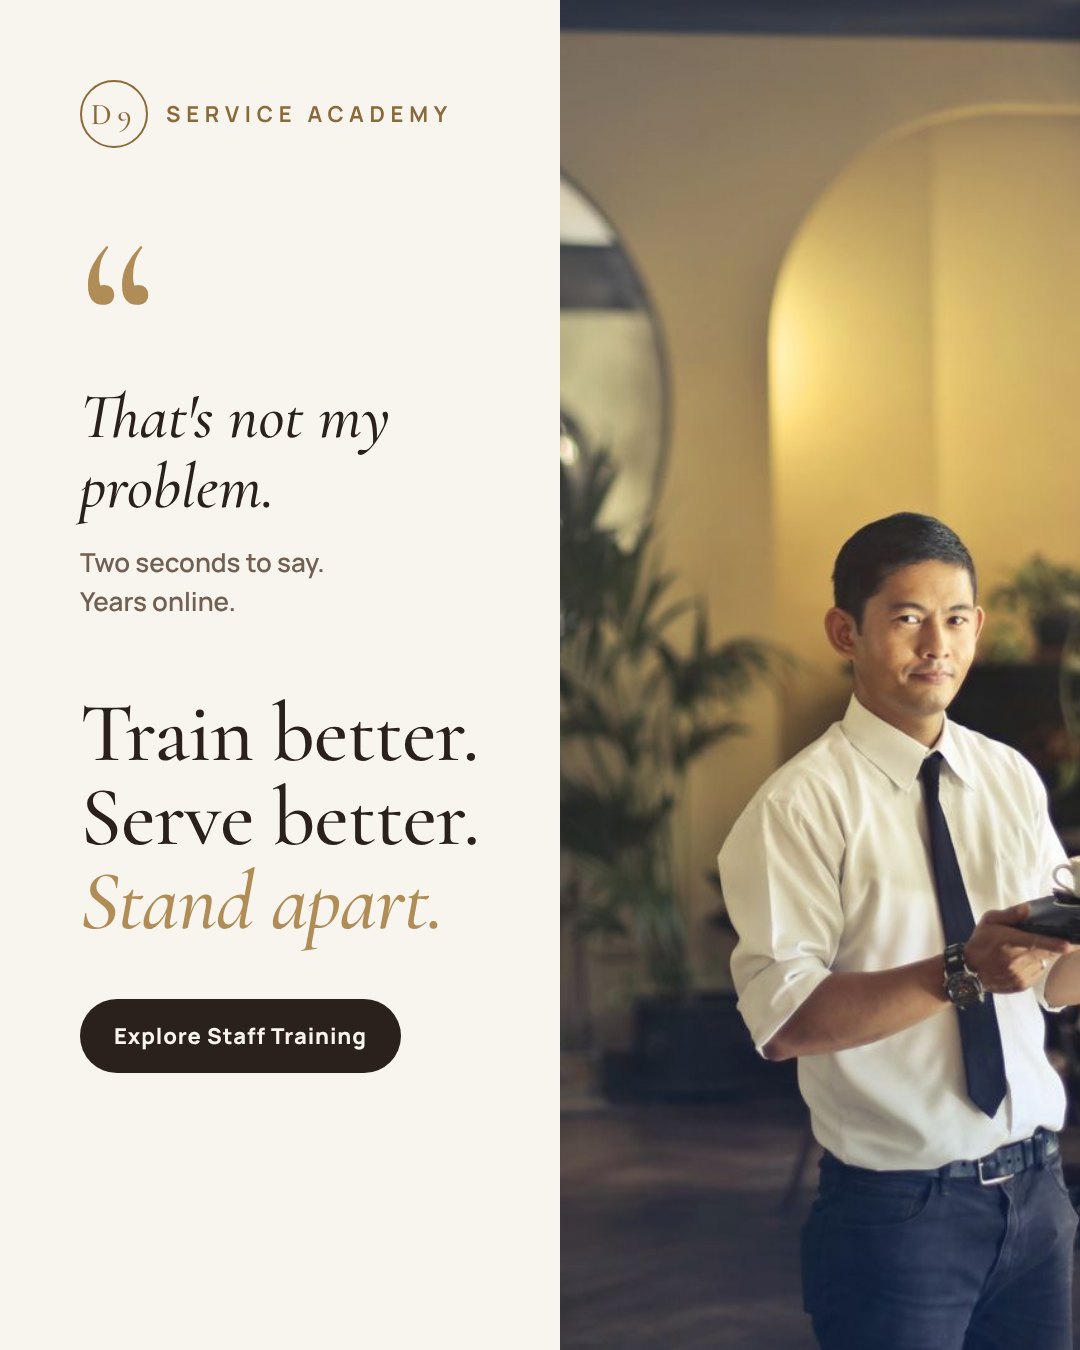 D9 SERVICE ACADEMY
“
That's not my
problem.
Two seconds to say.
Years online.
Train better.
Serve better.
Stand apart.
Explore Staff Training